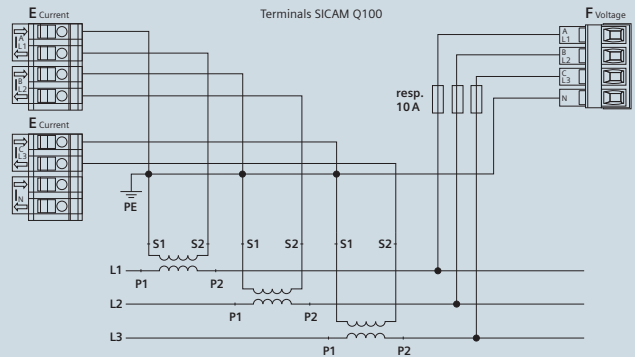 Terminals SICAM Q100
E Current
F Voltage
I A L1
I B L2
E Current
I C L3
I N
A L1
B L2
C L3
N
resp.
10 A
PE
S1 S2 S1 S2 S1 S2
L1
P1 P2
L2
P1 P2
L3
P1 P2